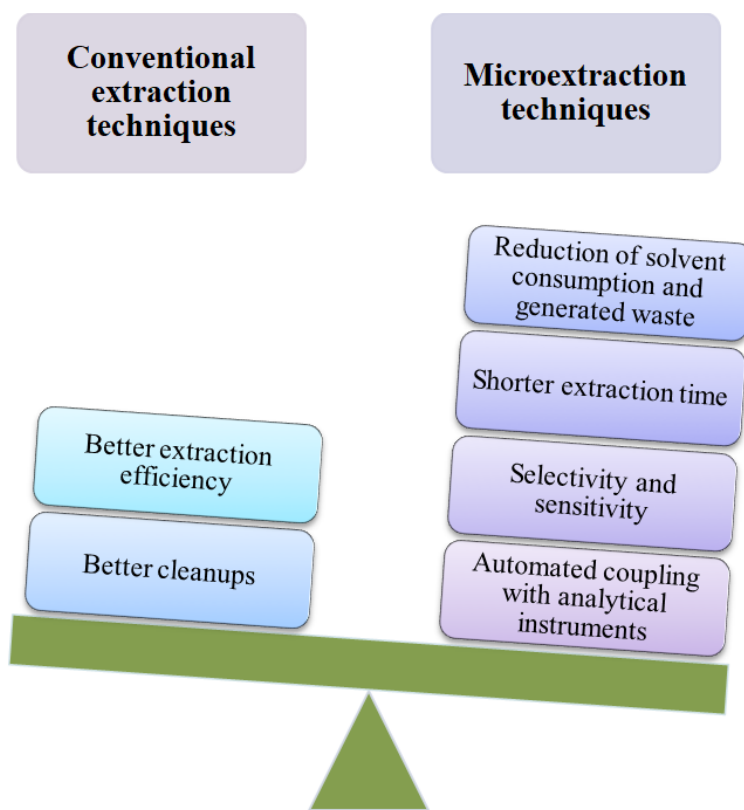 Conventional
extraction
techniques
Microextraction
techniques
Better extraction
efficiency
Better cleanups
Reduction of solvent
consumption and
generated waste
Shorter extraction time
Selectivity and
sensitivity
Automated coupling
with analytical
instruments